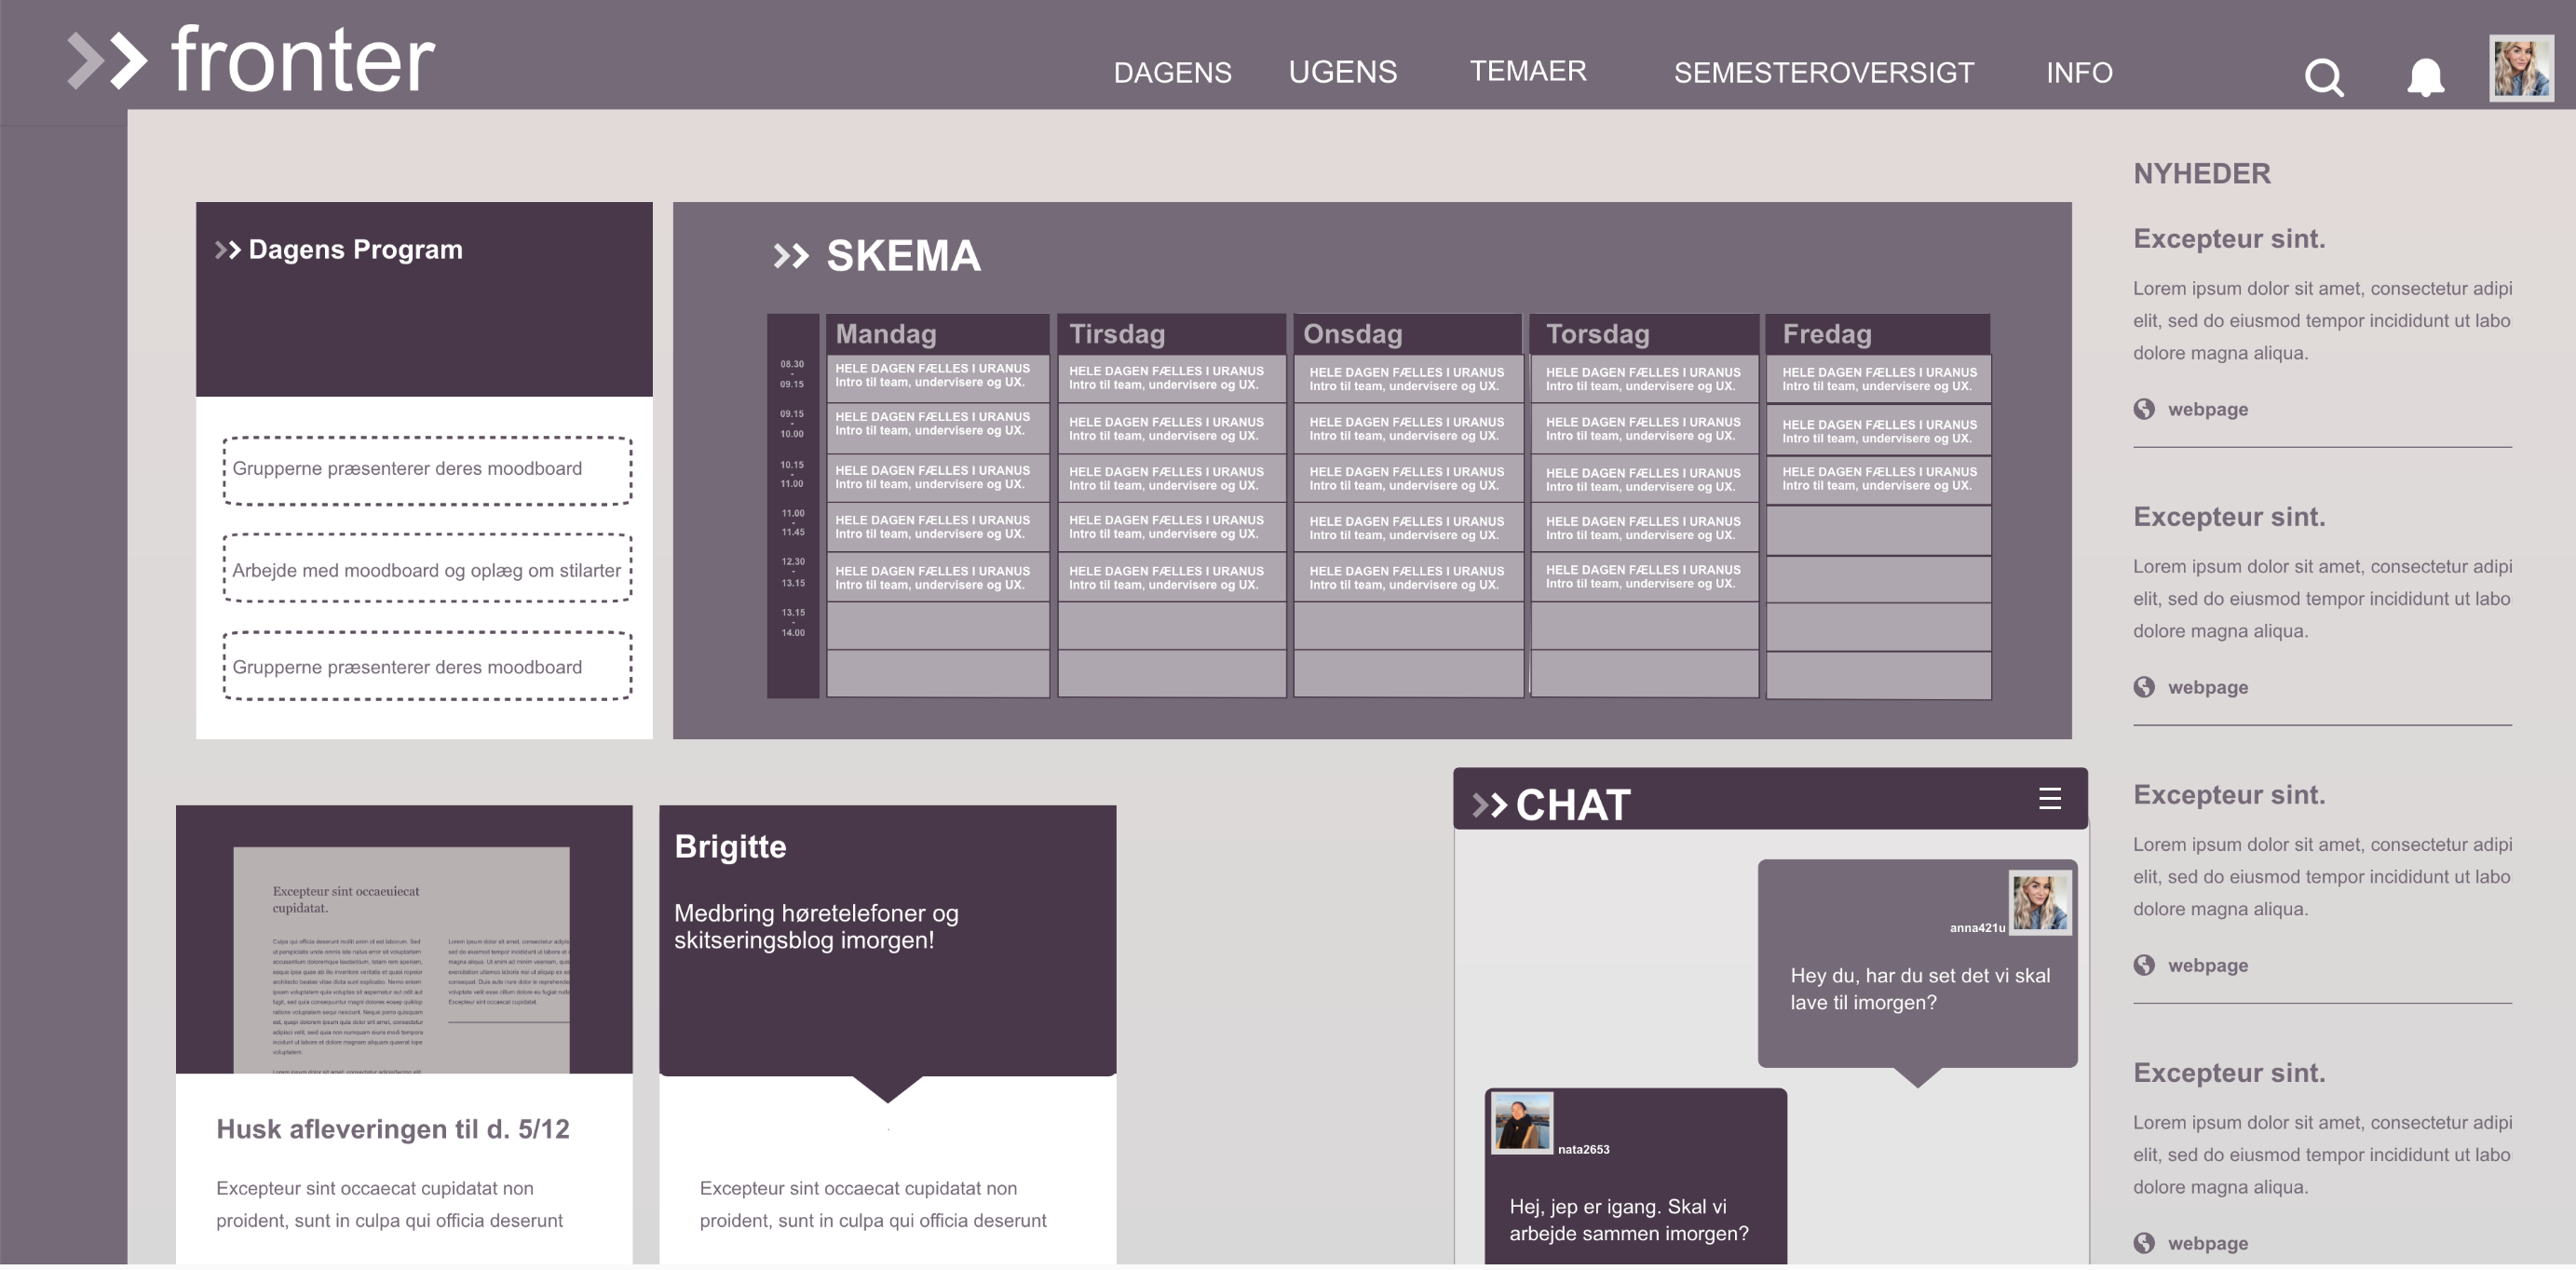 fronter
DAGENS UGENS TEMAER SEMESTEROVERSIGT INFO
Dagens Program
Grupperne præsenterer deres moodboard
Arbejde med moodboard og oplæg om stilarter
Grupperne præsenterer deres moodboard
SKEMA
Mandag Tirsdag Onsdag Torsdag Fredag
08.30
-
09.15
HELE DAGEN FÆLLES I URANUS
Intro til team, undervisere og UX.
HELE DAGEN FÆLLES I URANUS
Intro til team, undervisere og UX.
HELE DAGEN FÆLLES I URANUS
Intro til team, undervisere og UX.
HELE DAGEN FÆLLES I URANUS
Intro til team, undervisere og UX.
HELE DAGEN FÆLLES I URANUS
Intro til team, undervisere og UX.
09.15
-
10.00
HELE DAGEN FÆLLES I URANUS
Intro til team, undervisere og UX.
HELE DAGEN FÆLLES I URANUS
Intro til team, undervisere og UX.
HELE DAGEN FÆLLES I URANUS
Intro til team, undervisere og UX.
HELE DAGEN FÆLLES I URANUS
Intro til team, undervisere og UX.
HELE DAGEN FÆLLES I URANUS
Intro til team, undervisere og UX.
10.15
-
11.00
HELE DAGEN FÆLLES I URANUS
Intro til team, undervisere og UX.
HELE DAGEN FÆLLES I URANUS
Intro til team, undervisere og UX.
HELE DAGEN FÆLLES I URANUS
Intro til team, undervisere og UX.
HELE DAGEN FÆLLES I URANUS
Intro til team, undervisere og UX.
HELE DAGEN FÆLLES I URANUS
Intro til team, undervisere og UX.
11.00
-
11.45
HELE DAGEN FÆLLES I URANUS
Intro til team, undervisere og UX.
HELE DAGEN FÆLLES I URANUS
Intro til team, undervisere og UX.
HELE DAGEN FÆLLES I URANUS
Intro til team, undervisere og UX.
HELE DAGEN FÆLLES I URANUS
Intro til team, undervisere og UX.
12.30
-
13.15
HELE DAGEN FÆLLES I URANUS
Intro til team, undervisere og UX.
HELE DAGEN FÆLLES I URANUS
Intro til team, undervisere og UX.
HELE DAGEN FÆLLES I URANUS
Intro til team, undervisere og UX.
HELE DAGEN FÆLLES I URANUS
Intro til team, undervisere og UX.
13.15
-
14.00
Excepteur sint occaeuiecat
cupidatat.
Husk afleveringen til d. 5/12
Excepteur sint occaecat cupidatat non
proident, sunt in culpa qui officia deserunt
Brigitte
Medbring høretelefoner og
skitseringsblog imorgen!
Excepteur sint occaecat cupidatat non
proident, sunt in culpa qui officia deserunt
CHAT
anna421u
Hey du, har du set det vi skal
lave til imorgen?
nata2653
Hej, jep er igang. Skal vi
arbejde sammen imorgen?
NYHEDER
Excepteur sint.
Lorem ipsum dolor sit amet, consectetur adipi
elit, sed do eiusmod tempor incididunt ut labo
dolore magna aliqua.
webpage
Excepteur sint.
Lorem ipsum dolor sit amet, consectetur adipi
elit, sed do eiusmod tempor incididunt ut labo
dolore magna aliqua.
webpage
Excepteur sint.
Lorem ipsum dolor sit amet, consectetur adipi
elit, sed do eiusmod tempor incididunt ut labo
dolore magna aliqua.
webpage
Excepteur sint.
Lorem ipsum dolor sit amet, consectetur adipi
elit, sed do eiusmod tempor incididunt ut labo
dolore magna aliqua.
webpage